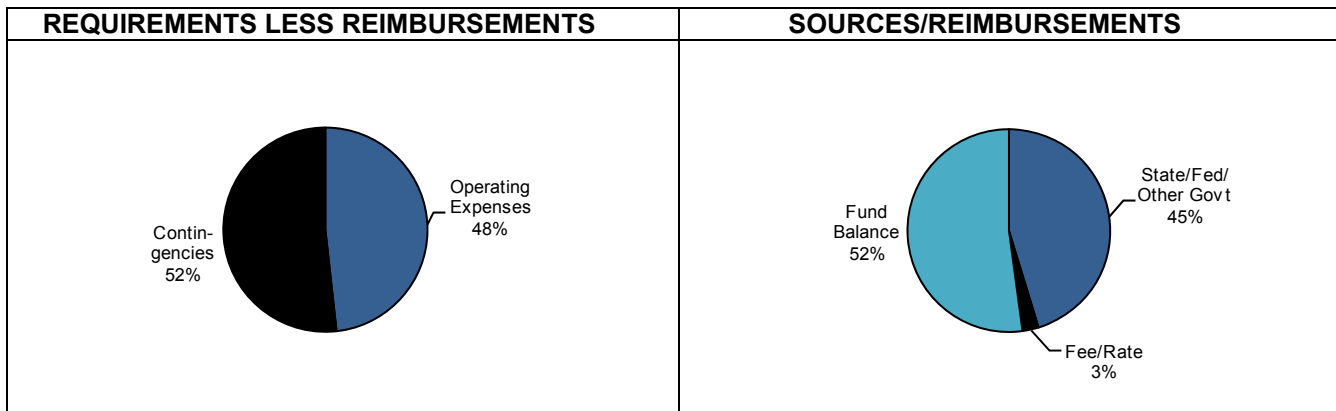 REQUIREMENTS LESS REIMBURSEMENTS
SOURCES/REIMBURSEMENTS
Operating
Expenses
48%
Contin-
gencies
52%
State/Fed/
Other Govt
45%
Fund
Balance
52%
Fee/Rate
3%